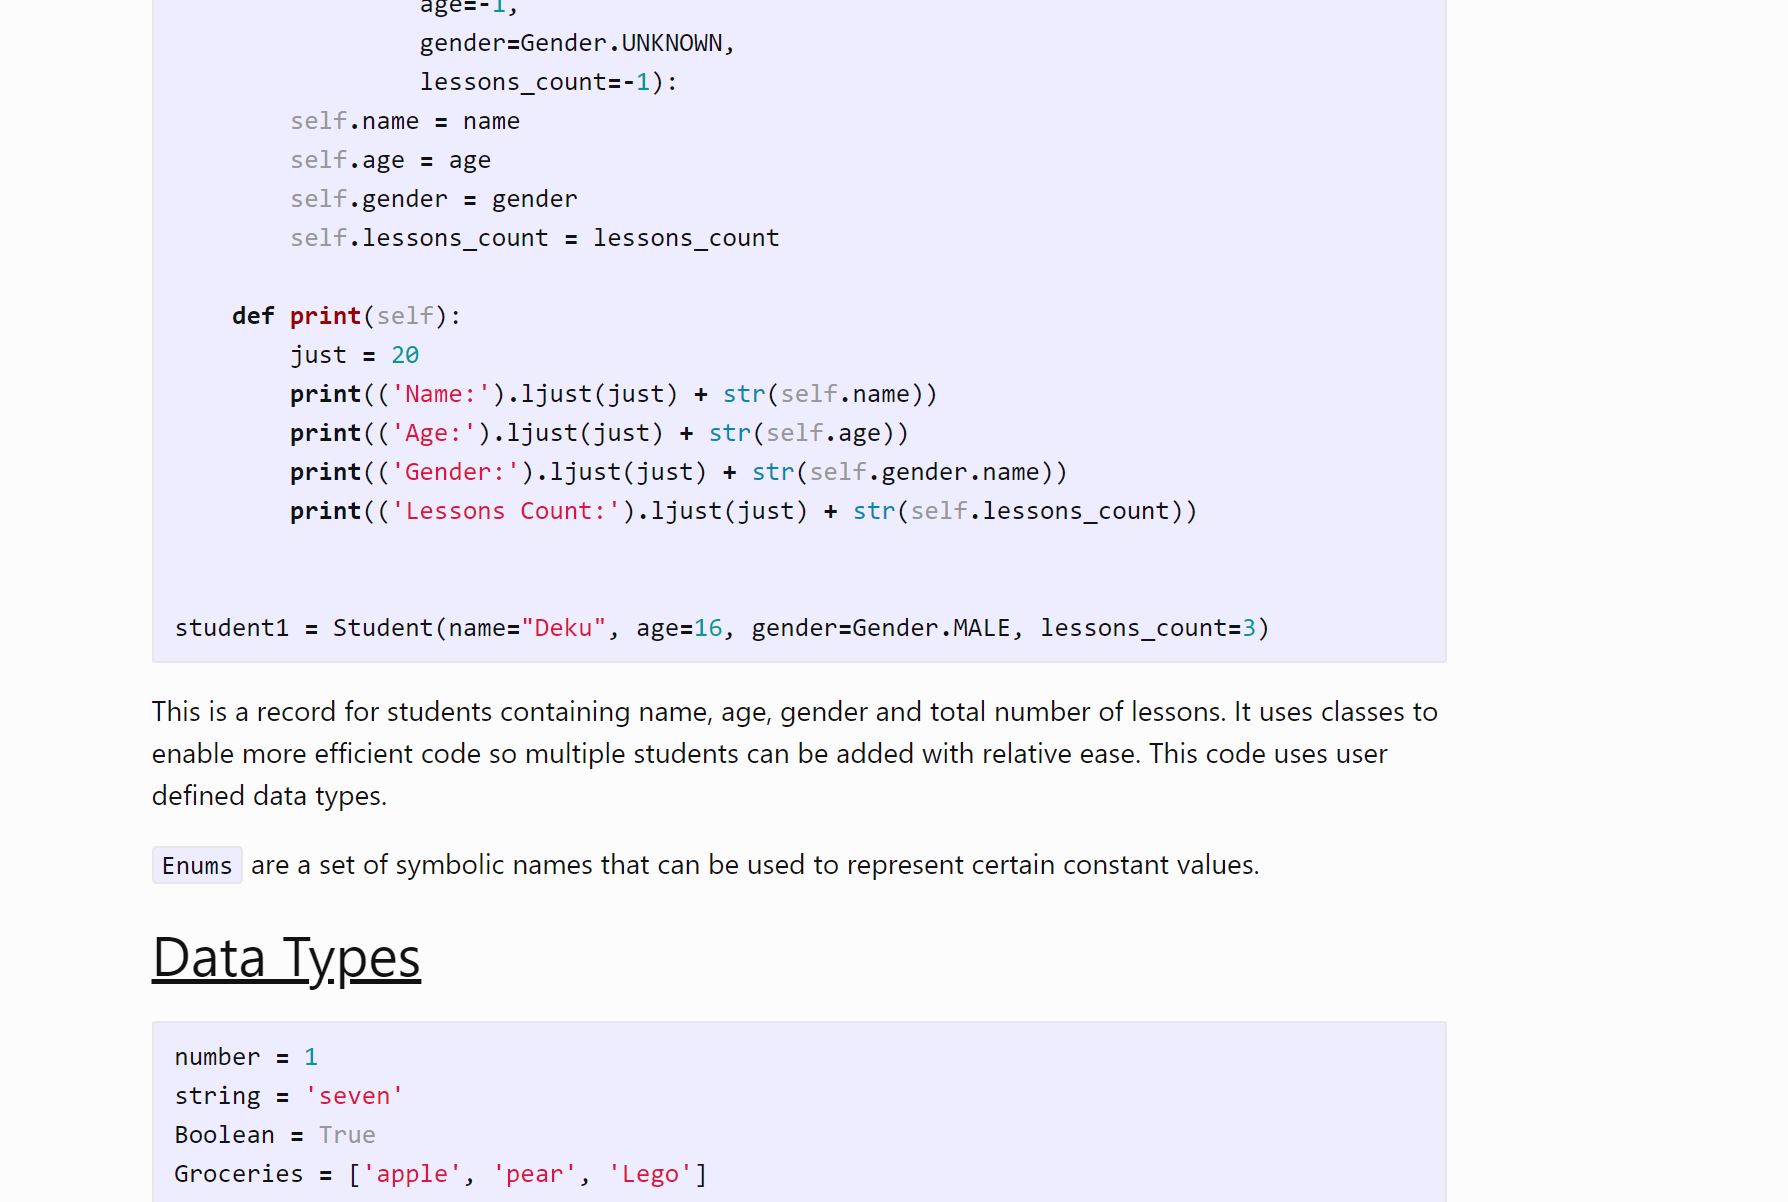 age=-1,
gender=Gender.UNKNOWN,
lessons_count=-1):
self.name = name
self.age = age
self.gender = gender
self.lessons_count = lessons_count
def print(self):
just = 20
print(('Name:').ljust(just) + str(self.name))
print(('Age:').ljust(just) + str(self.age))
print(('Gender:').ljust(just) + str(self.gender.name))
print(('Lessons Count:').ljust(just) + str(self.lessons_count))
student1 = Student(name="Deku", age=16, gender=Gender.MALE, lessons_count=3)
This is a record for students containing name, age, gender and total number of lessons. It uses classes to
enable more efficient code so multiple students can be added with relative ease. This code uses user
defined data types.
Enums are a set of symbolic names that can be used to represent certain constant values.
Data Types
number = 1
string = 'seven'
Boolean = True
Groceries = ['apple', 'pear', 'Lego']